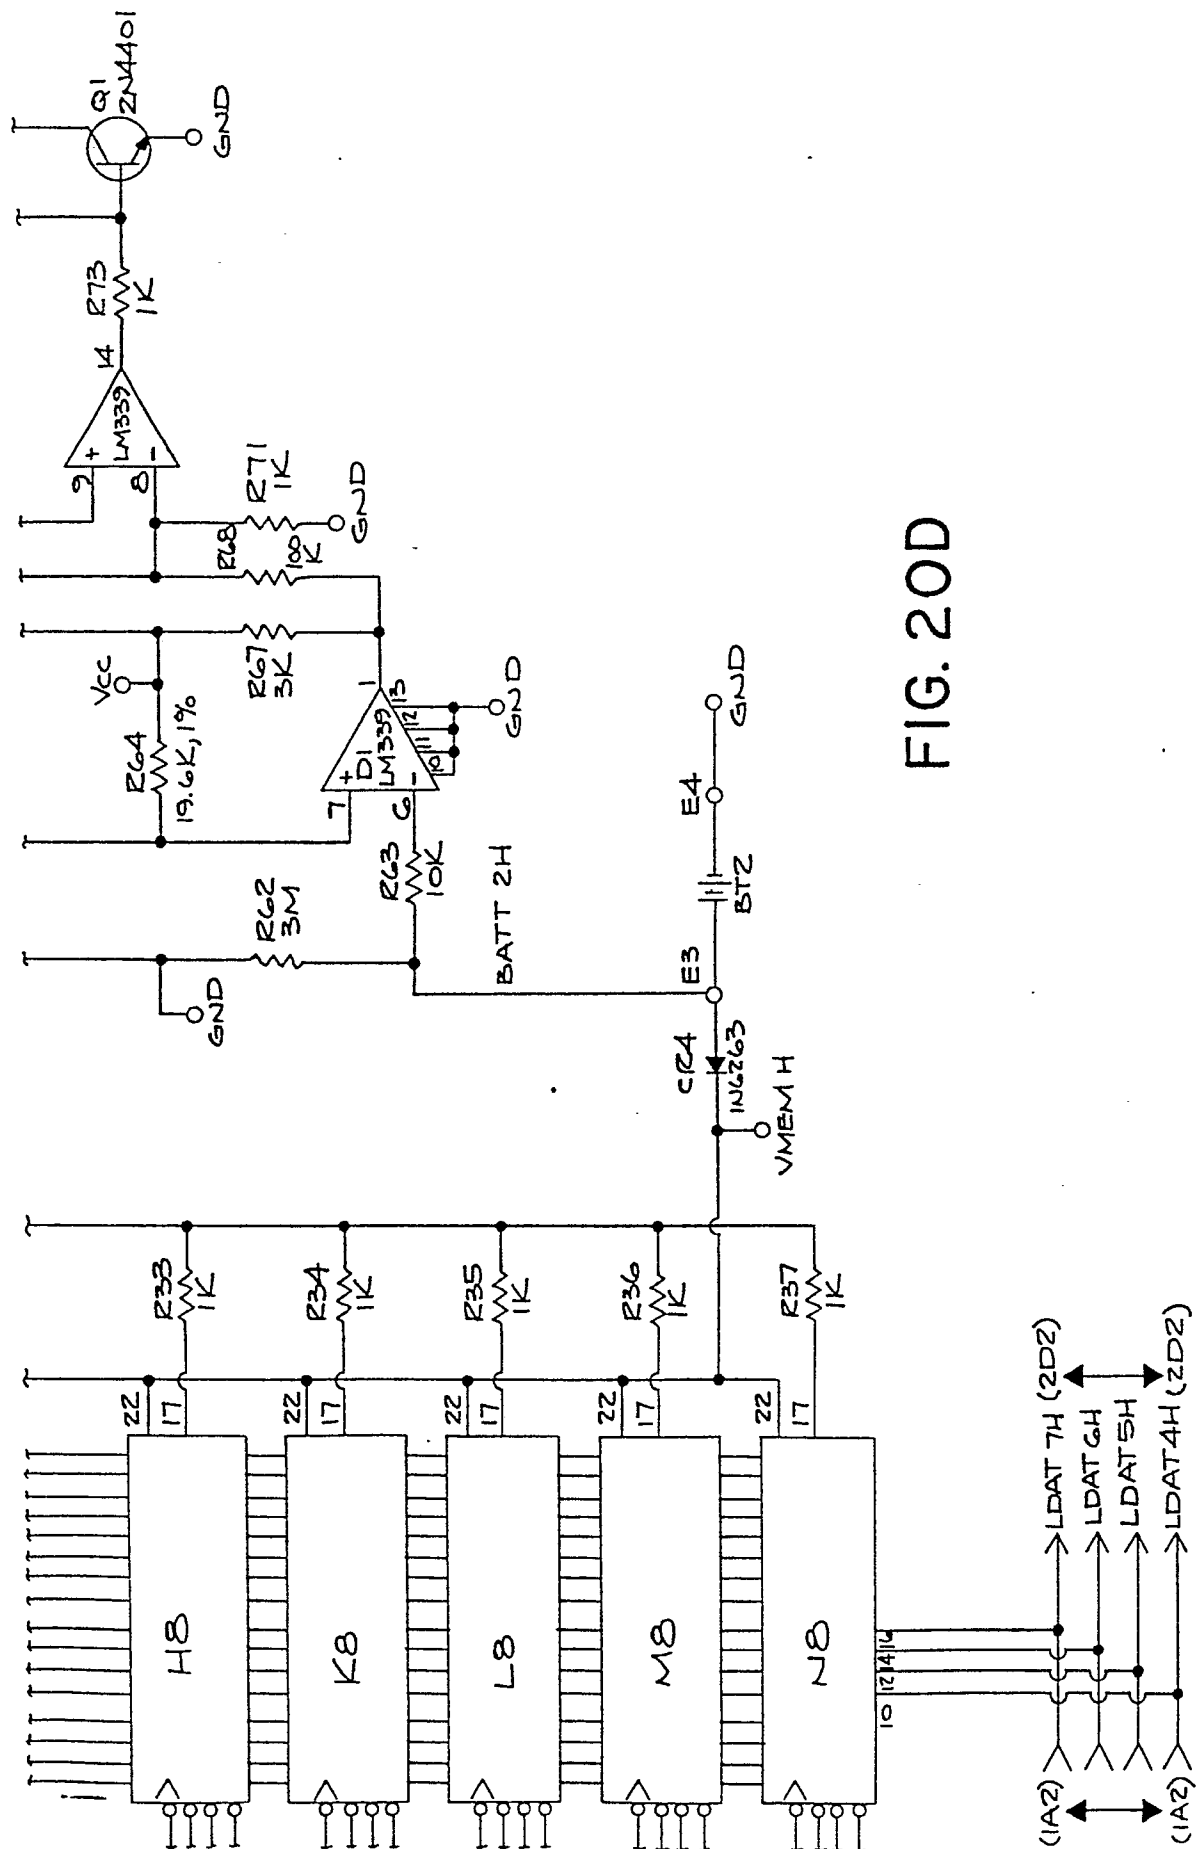 Q1
2N4401
GND
R73
1K
14
9
+
LM339
8
-
R71
1K
GND
R68
100
K
Vcc
R67
3K
R64
19.6K, 1%
1
13
12
11
10
GND
7
+
D1
LM339
-
6
R63
10K
R62
3M
GND
BATT 2H
E4
GND
BT2
E3
CR4
1N6263
VMEM H
FIG. 20D
R33
1K
R34
1K
R35
1K
R36
1K
R37
1K
22
17
22
17
22
17
22
17
22
17
H8
K8
L8
M8
N8
10
12
14
16
LDAT 7H (2D2)
LDAT 6H
LDAT 5H
LDAT 4H (2D2)
(1A2)
(1A2)